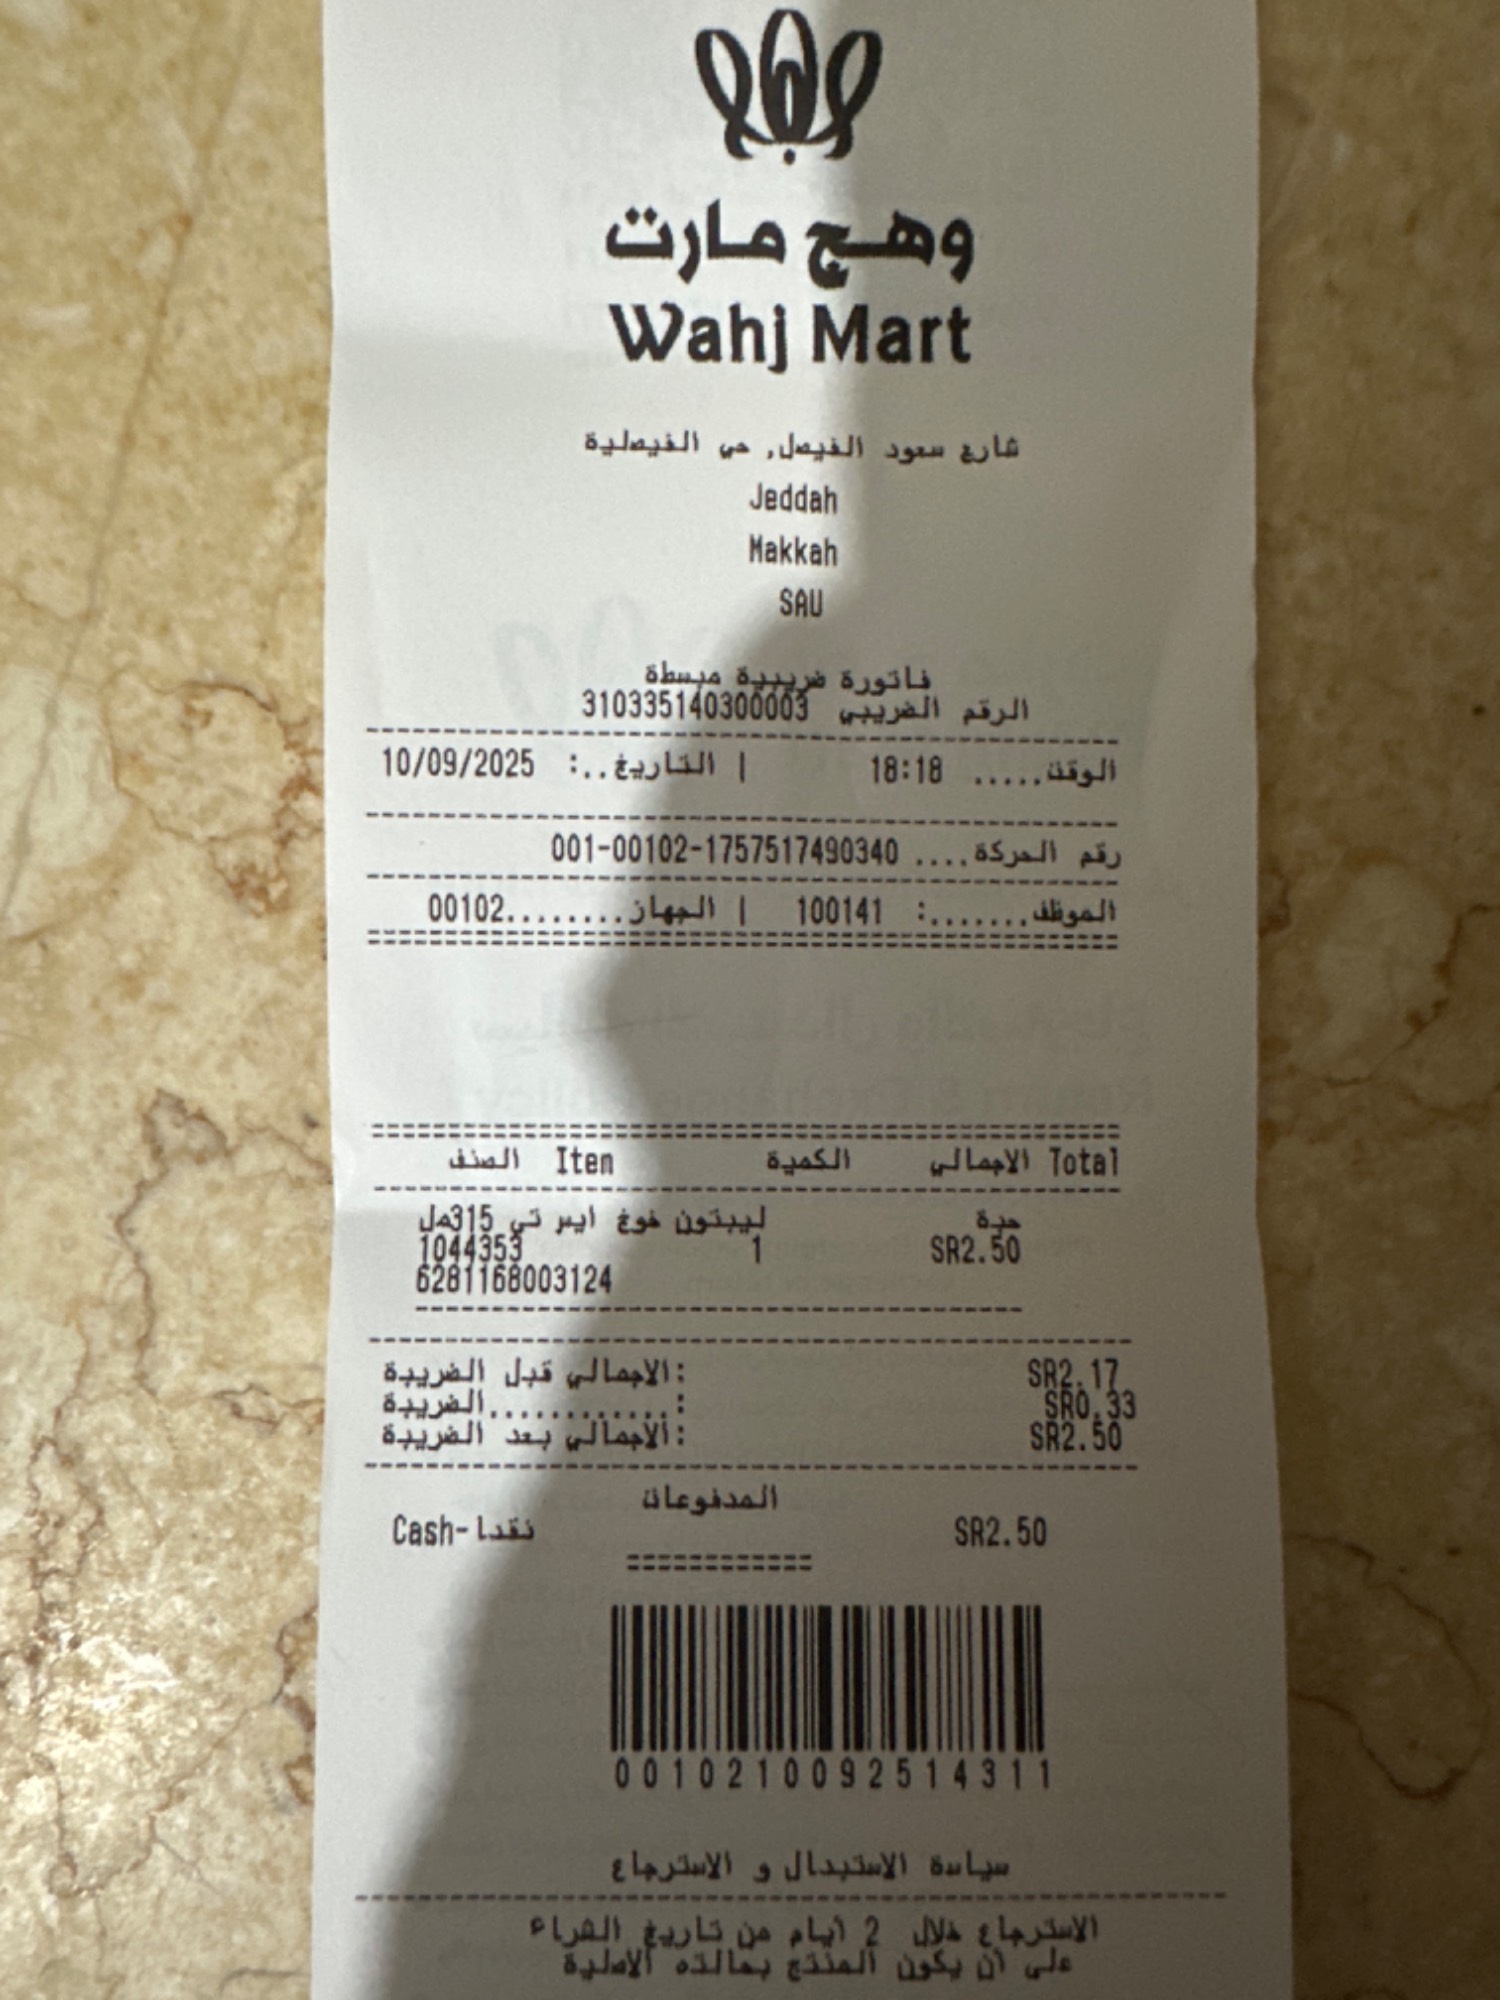 وهج مارت
Wahj Mart
شارع سعود الفيصل, حي الفيصلية
Jeddah
Makkah
SAU
فاتورة ضريبية مبسطة
الرقم الضريبي 310335140300003
الوقت..... 18:18 | التاريخ..: 10/09/2025
رقم الحركة.... 001-00102-1757517490340
الموظف.......: 100141 | الجهاز........00102
الصنف Item الكمية الاجمالي Total
ليبتون خوخ ايس تي 315مل حبة
1044353 1 SR2.50
6281168003124
الاجمالي قبل الضريبة: SR2.17
الضريبة............: SR0.33
الاجمالي بعد الضريبة: SR2.50
المدفوعات
Cash-نقدا SR2.50
============
0010210092514311
سياسة الاستبدال و الاسترجاع
الاسترجاع خلال 2 أيام من تاريخ الشراء
على أن يكون المنتج بحالته الأصلية